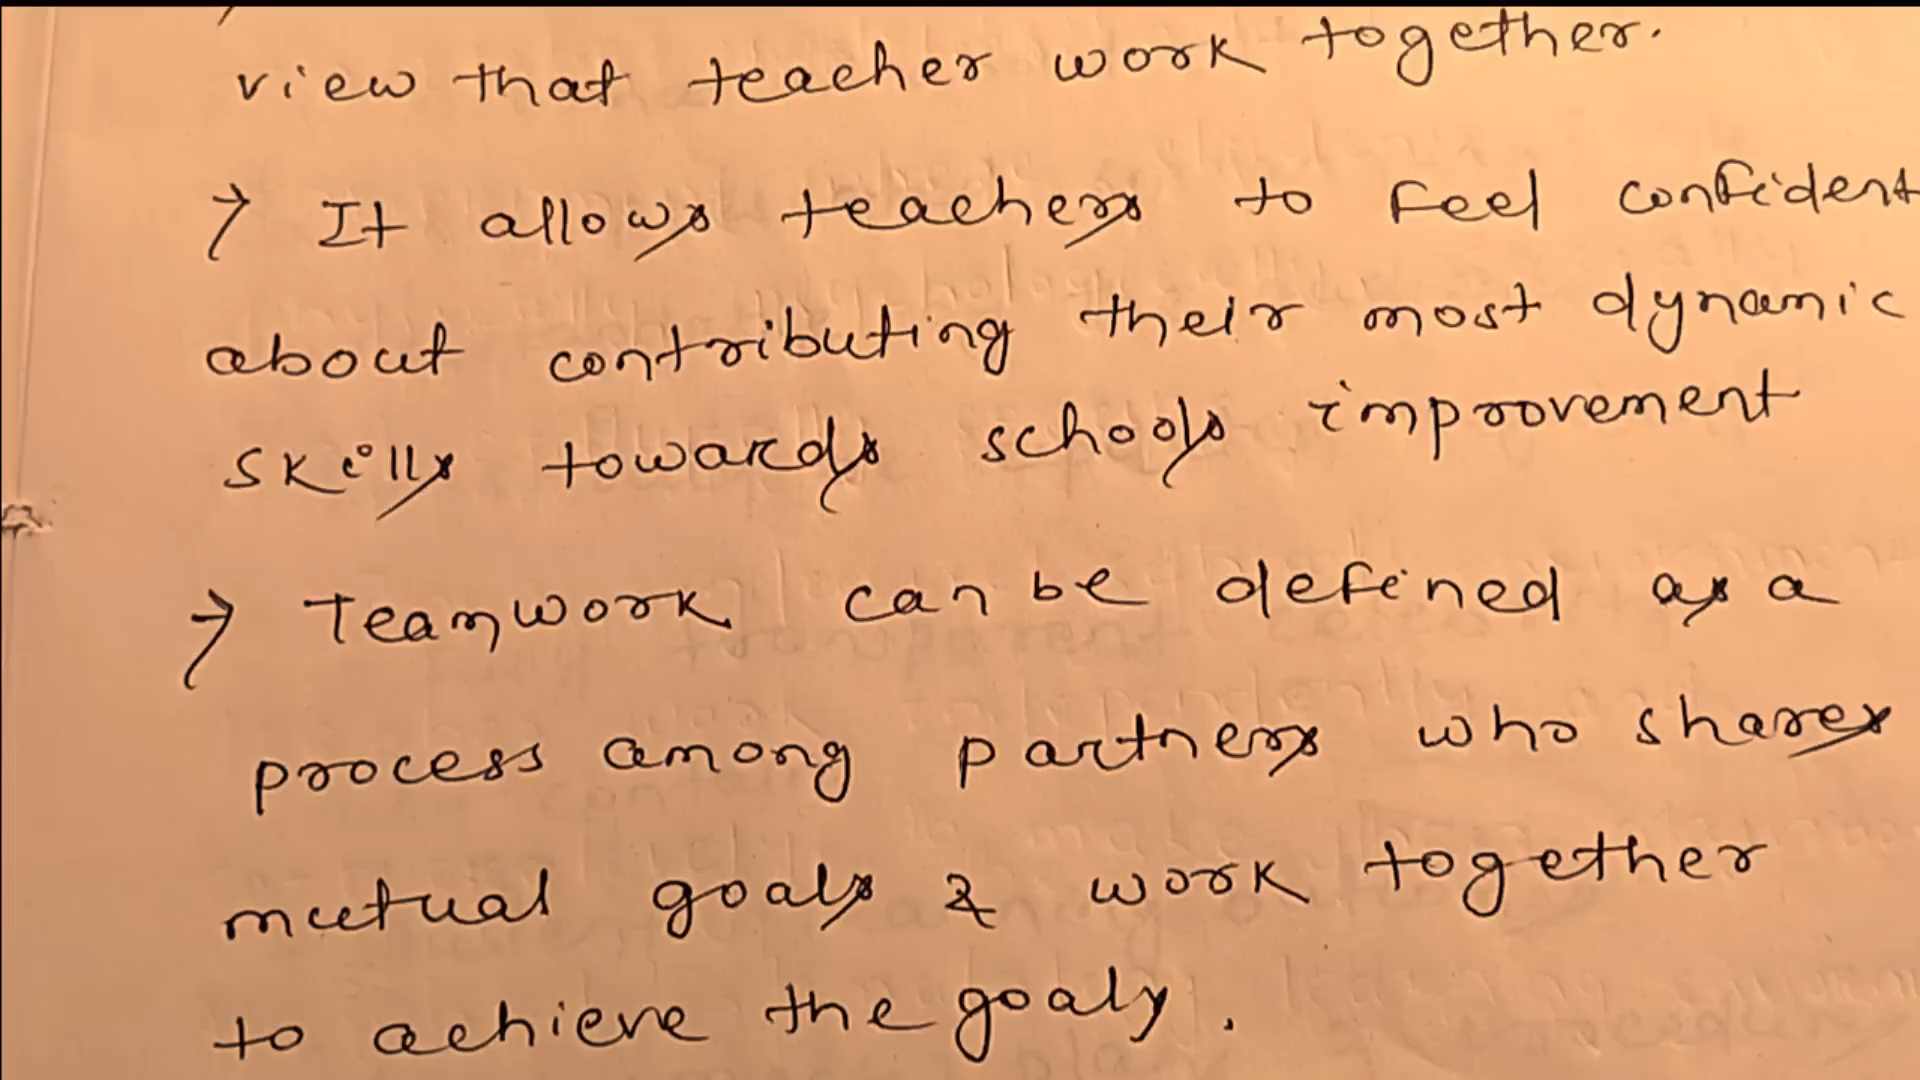 view that teacher work together.
→ It allows teachers to feel confident
about contributing their most dynamic
skills towards schools improvement
→ Teamwork can be defined as a
process among partners who shares
mutual goals & work together
to achieve the goals.